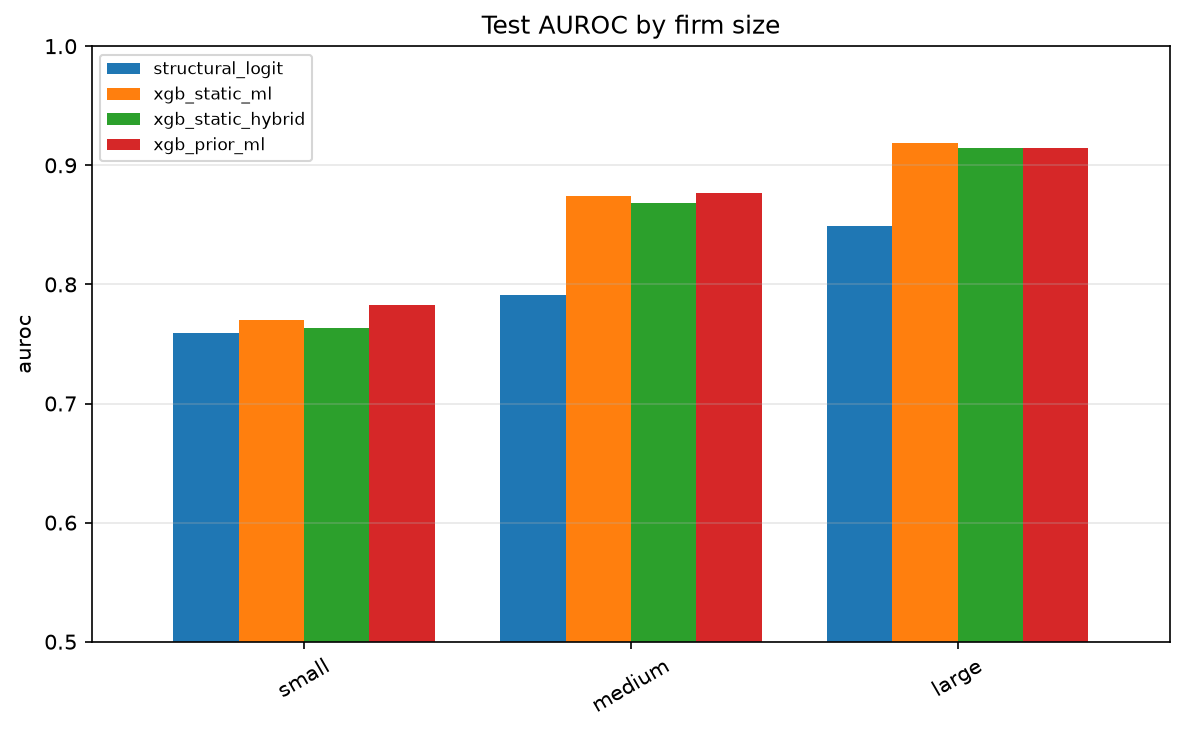 Test AUROC by firm size
structural_logit
xgb_static_ml
xgb_static_hybrid
xgb_prior_ml
auroc
1.0
0.9
0.8
0.7
0.6
0.5
small
medium
large